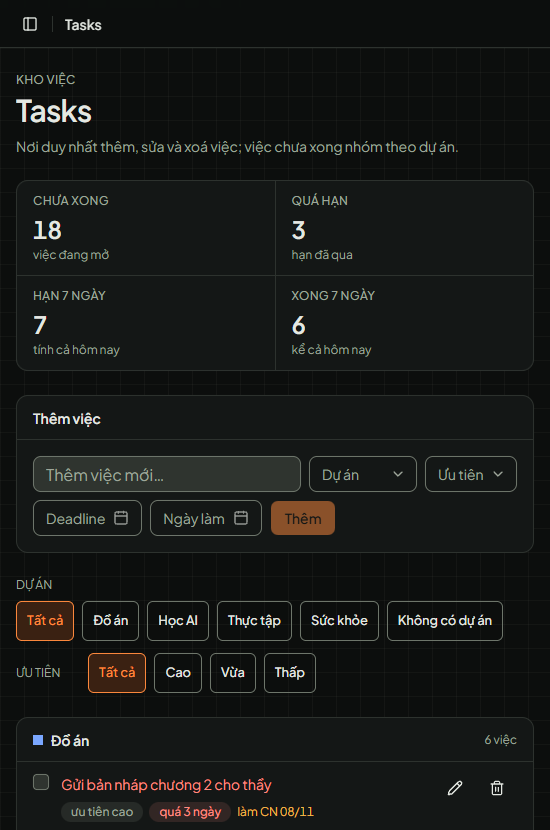 Tasks
KHO VIỆC
Tasks
Nơi duy nhất thêm, sửa và xoá việc; việc chưa xong nhóm theo dự án.
CHƯA XONG
18
việc đang mở
QUÁ HẠN
3
hạn đã qua
HẠN 7 NGÀY
7
tính cả hôm nay
XONG 7 NGÀY
6
kể cả hôm nay
Thêm việc
Thêm việc mới...
Dự án
Ưu tiên
Deadline
Ngày làm
Thêm
DỰ ÁN
Tất cả
Đồ án
Học AI
Thực tập
Sức khỏe
Không có dự án
ƯU TIÊN
Tất cả
Cao
Vừa
Thấp
Đồ án
6 việc
Gửi bản nháp chương 2 cho thầy
ưu tiên cao
quá 3 ngày
làm CN 08/11